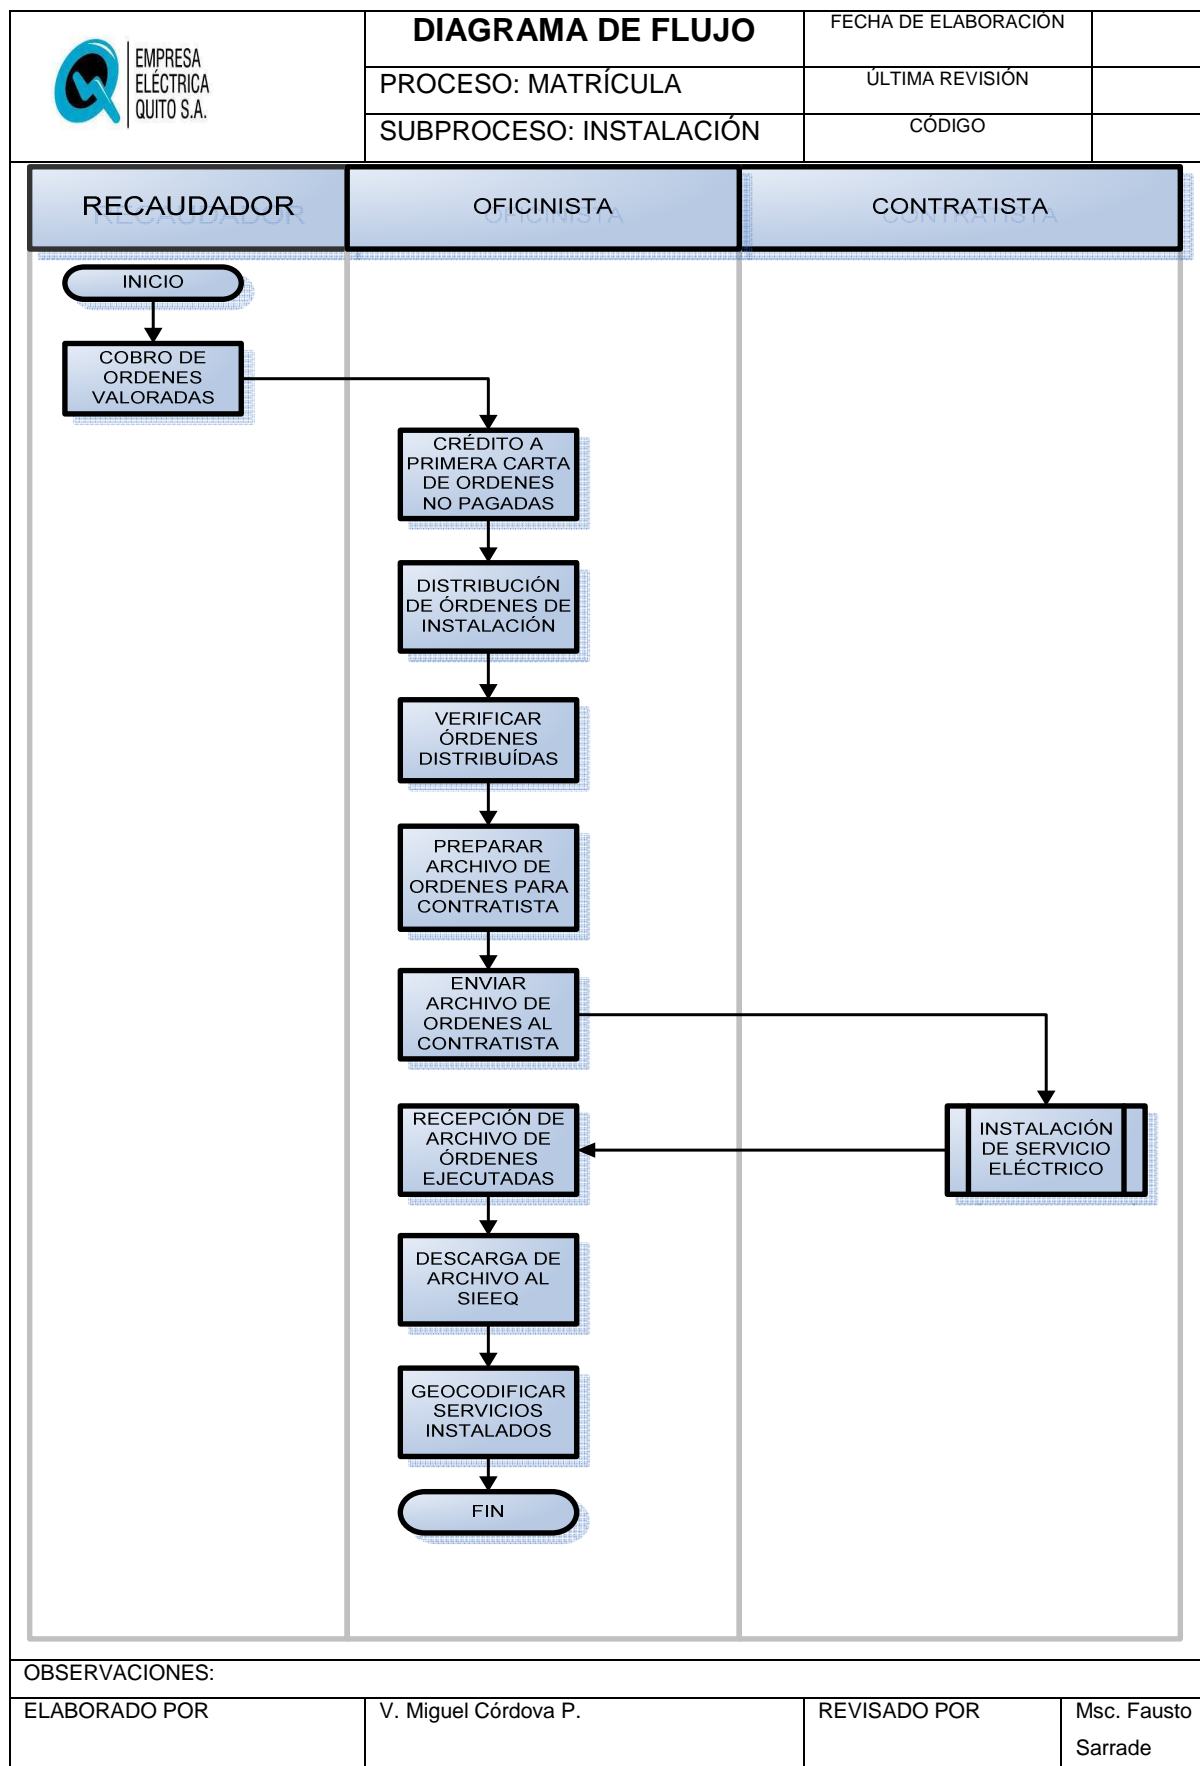 EMPRESA
ELÉCTRICA
QUITO S.A.
DIAGRAMA DE FLUJO
FECHA DE ELABORACIÓN
PROCESO: MATRÍCULA
ÚLTIMA REVISIÓN
SUBPROCESO: INSTALACIÓN
CÓDIGO
RECAUDADOR
OFICINISTA
CONTRATISTA
INICIO
COBRO DE
ORDENES
VALORADAS
CRÉDITO A
PRIMERA CARTA
DE ORDENES
NO PAGADAS
DISTRIBUCIÓN
DE ÓRDENES DE
INSTALACIÓN
VERIFICAR
ÓRDENES
DISTRIBUÍDAS
PREPARAR
ARCHIVO DE
ORDENES PARA
CONTRATISTA
ENVIAR
ARCHIVO DE
ORDENES AL
CONTRATISTA
INSTALACIÓN
DE SERVICIO
ELÉCTRICO
RECEPCIÓN DE
ARCHIVO DE
ÓRDENES
EJECUTADAS
DESCARGA DE
ARCHIVO AL
SIEEQ
GEOCODIFICAR
SERVICIOS
INSTALADOS
FIN
OBSERVACIONES:
ELABORADO POR
V. Miguel Córdova P.
REVISADO POR
Msc. Fausto
Sarrade